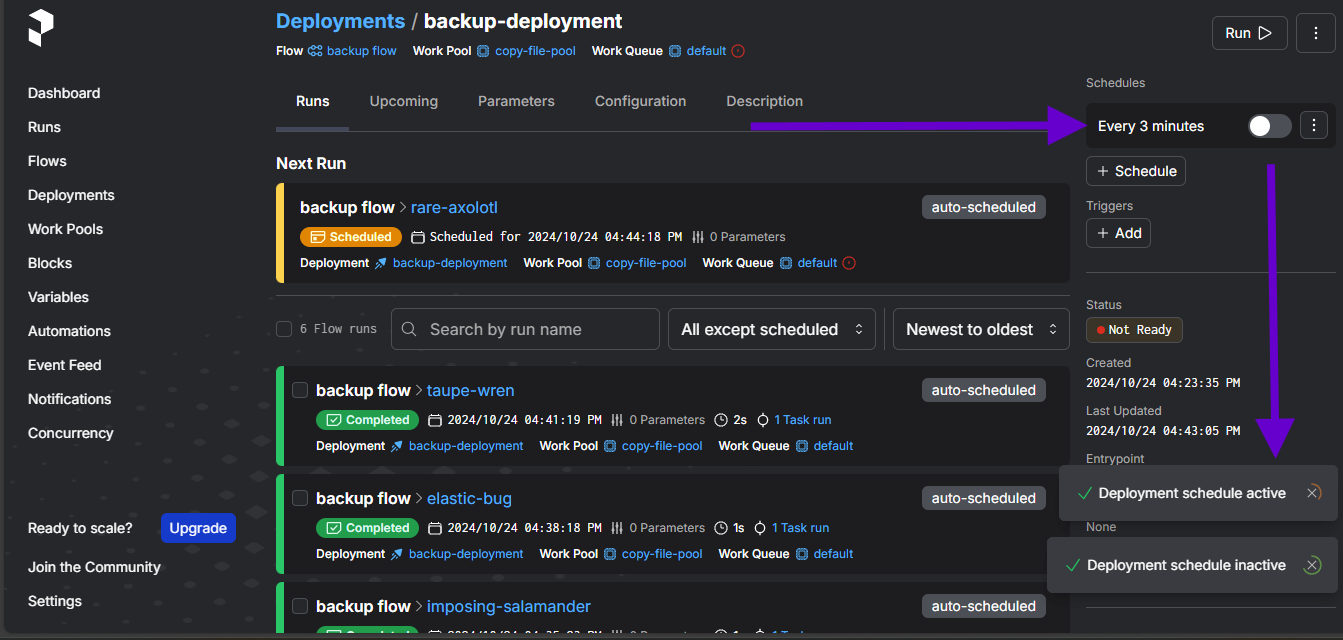 Deployments / backup-deployment
Flow backup flow Work Pool copy-file-pool Work Queue default
Run
Dashboard
Runs
Flows
Deployments
Work Pools
Blocks
Variables
Automations
Event Feed
Notifications
Concurrency
Ready to scale? Upgrade
Join the Community
Settings
Runs Upcoming Parameters Configuration Description
Next Run
backup flow > rare-axolotl auto-scheduled
Scheduled Scheduled for 2024/10/24 04:44:18 PM 0 Parameters
Deployment backup-deployment Work Pool copy-file-pool Work Queue default
6 Flow runs Search by run name All except scheduled Newest to oldest
backup flow > taupe-wren auto-scheduled
Completed 2024/10/24 04:41:19 PM 0 Parameters 2s 1 Task run
Deployment backup-deployment Work Pool copy-file-pool Work Queue default
backup flow > elastic-bug auto-scheduled
Completed 2024/10/24 04:38:18 PM 0 Parameters 1s 1 Task run
Deployment backup-deployment Work Pool copy-file-pool Work Queue default
backup flow > imposing-salamander auto-scheduled
Schedules
Every 3 minutes
+ Schedule
Triggers
+ Add
Status
Not Ready
Created
2024/10/24 04:23:35 PM
Last Updated
2024/10/24 04:43:05 PM
Entrypoint
Deployment schedule active
None
Deployment schedule inactive